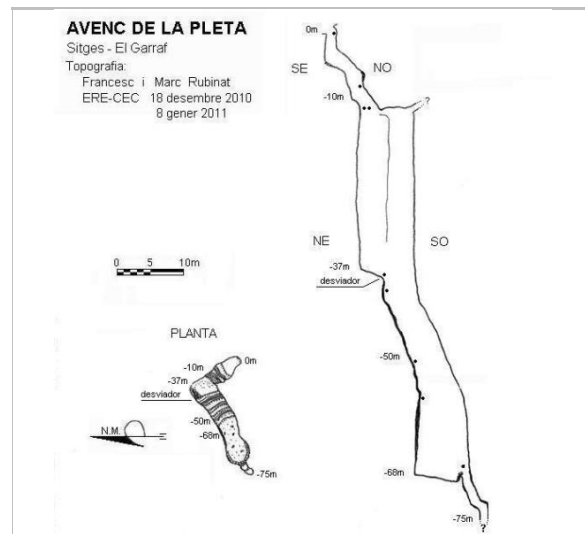 AVENC DE LA PLETA
Sitges - El Garraf
Topografia:
Francesc i Marc Rubinat
ERE-CEC 18 desembre 2010
8 gener 2011
0m
?
SE
NO
-10m
?
NE
SO
-37m
desviador
-50m
-68m
-75m
?
0 5 10m
PLANTA
0m
-10m
-37m
desviador
-50m
-68m
-75m
N.M.